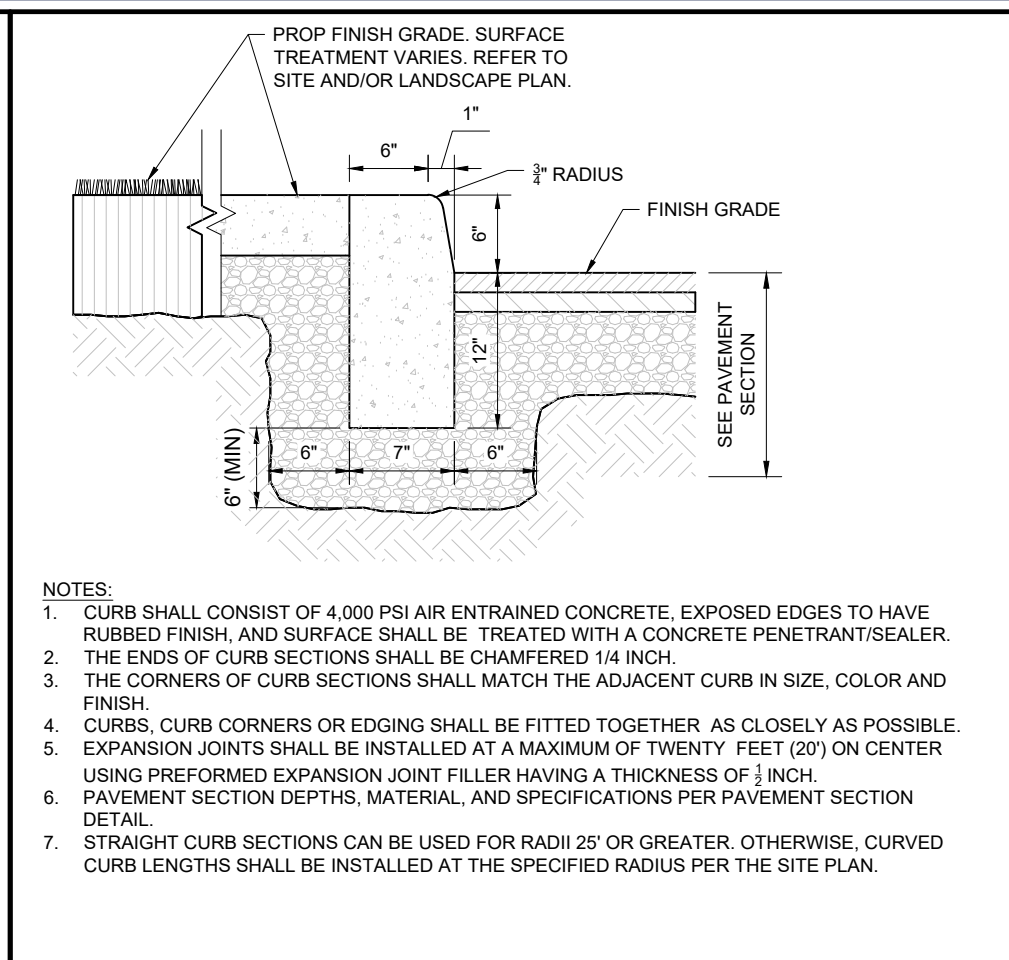 PROP FINISH GRADE. SURFACE
TREATMENT VARIES. REFER TO
SITE AND/OR LANDSCAPE PLAN.
1"
6"
3/4" RADIUS
FINISH GRADE
6"
12"
SEE PAVEMENT
SECTION
6" (MIN)
6"
7"
6"
NOTES:
1. CURB SHALL CONSIST OF 4,000 PSI AIR ENTRAINED CONCRETE, EXPOSED EDGES TO HAVE
RUBBED FINISH, AND SURFACE SHALL BE TREATED WITH A CONCRETE PENETRANT/SEALER.
2. THE ENDS OF CURB SECTIONS SHALL BE CHAMFERED 1/4 INCH.
3. THE CORNERS OF CURB SECTIONS SHALL MATCH THE ADJACENT CURB IN SIZE, COLOR AND
FINISH.
4. CURBS, CURB CORNERS OR EDGING SHALL BE FITTED TOGETHER AS CLOSELY AS POSSIBLE.
5. EXPANSION JOINTS SHALL BE INSTALLED AT A MAXIMUM OF TWENTY FEET (20') ON CENTER
USING PREFORMED EXPANSION JOINT FILLER HAVING A THICKNESS OF 1/2 INCH.
6. PAVEMENT SECTION DEPTHS, MATERIAL, AND SPECIFICATIONS PER PAVEMENT SECTION
DETAIL.
7. STRAIGHT CURB SECTIONS CAN BE USED FOR RADII 25' OR GREATER. OTHERWISE, CURVED
CURB LENGTHS SHALL BE INSTALLED AT THE SPECIFIED RADIUS PER THE SITE PLAN.